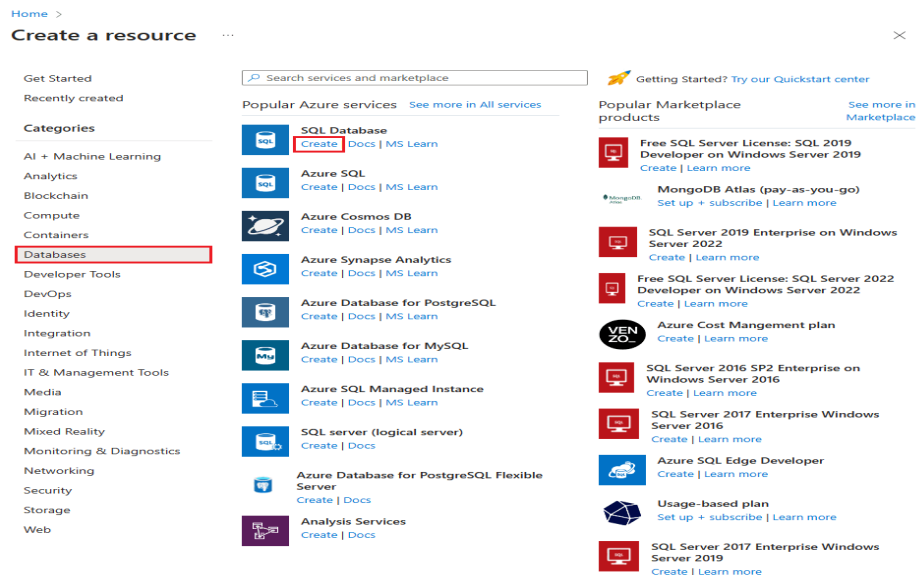 Home >
Create a resource ...
Get Started
Recently created
Categories
AI + Machine Learning
Analytics
Blockchain
Compute
Containers
Databases
Developer Tools
DevOps
Identity
Integration
Internet of Things
IT & Management Tools
Media
Migration
Mixed Reality
Monitoring & Diagnostics
Networking
Security
Storage
Web
Search services and marketplace
Popular Azure services See more in All services
SQL
SQL Database
Create | Docs | MS Learn
SQL
Azure SQL
Create | Docs | MS Learn
Azure Cosmos DB
Create | Docs | MS Learn
Azure Synapse Analytics
Create | Docs | MS Learn
Azure Database for PostgreSQL
Create | Docs | MS Learn
My
Azure Database for MySQL
Create | Docs | MS Learn
Azure SQL Managed Instance
Create | Docs | MS Learn
SQL
SQL server (logical server)
Create | Docs
Azure Database for PostgreSQL Flexible
Server
Create | Docs
Analysis Services
Create | Docs
Getting Started? Try our Quickstart center
Popular Marketplace
products
See more in
Marketplace
Free SQL Server License: SQL 2019
Developer on Windows Server 2019
Create | Learn more
MongoDB
Atlas
MongoDB Atlas (pay-as-you-go)
Set up + subscribe | Learn more
SQL Server 2019 Enterprise on Windows
Server 2022
Create | Learn more
Free SQL Server License: SQL Server 2022
Developer on Windows Server 2022
Create | Learn more
VEN
ZO_
Azure Cost Mangement plan
Create | Learn more
SQL Server 2016 SP2 Enterprise on
Windows Server 2016
Create | Learn more
SQL Server 2017 Enterprise Windows
Server 2016
Create | Learn more
Azure SQL Edge Developer
Create | Learn more
Usage-based plan
Set up + subscribe | Learn more
SQL Server 2017 Enterprise Windows
Server 2019
Create | Learn more